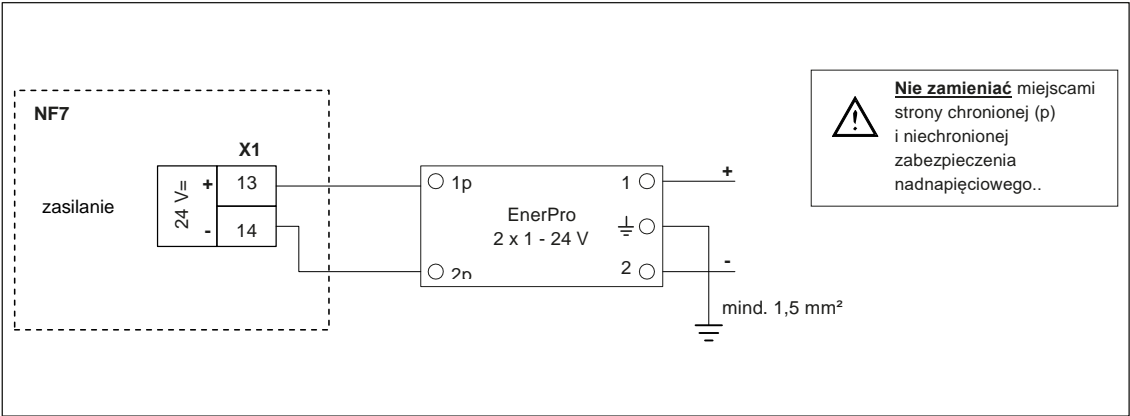 NF7
X1
zasilanie
24 V=
+
13
-
14
1p
2p
EnerPro
2 x 1 - 24 V
1
2
+
-
mind. 1,5 mm²
Nie zamieniać miejscami
strony chronionej (p)
i niechronionej
zabezpieczenia
nadnapięciowego..